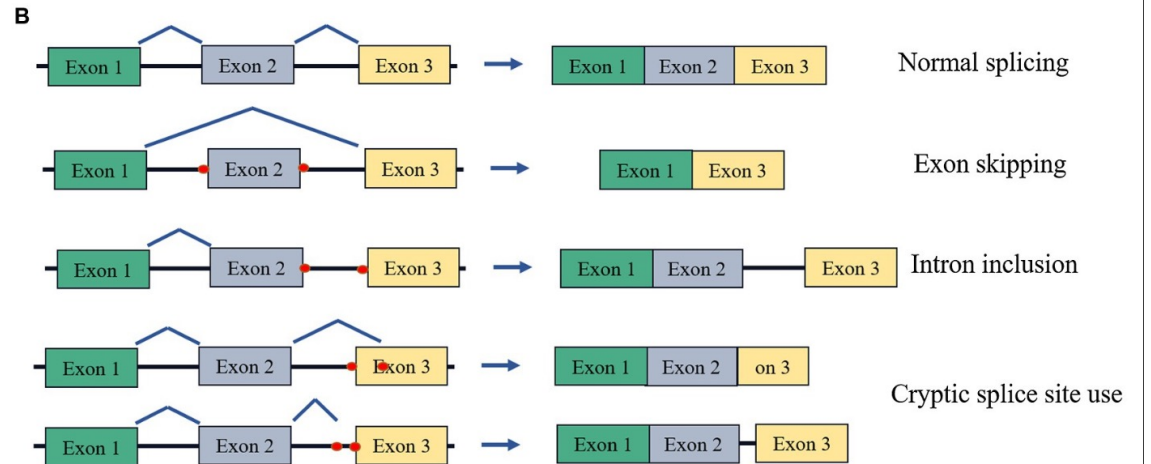 B
Exon 1 Exon 2 Exon 3 Exon 1 Exon 2 Exon 3 Normal splicing
Exon 1 Exon 2 Exon 3 Exon 1 Exon 3 Exon skipping
Exon 1 Exon 2 Exon 3 Exon 1 Exon 2 Exon 3 Intron inclusion
Exon 1 Exon 2 Exon 3 Exon 1 Exon 2 on 3
Cryptic splice site use
Exon 1 Exon 2 Exon 3 Exon 1 Exon 2 Exon 3